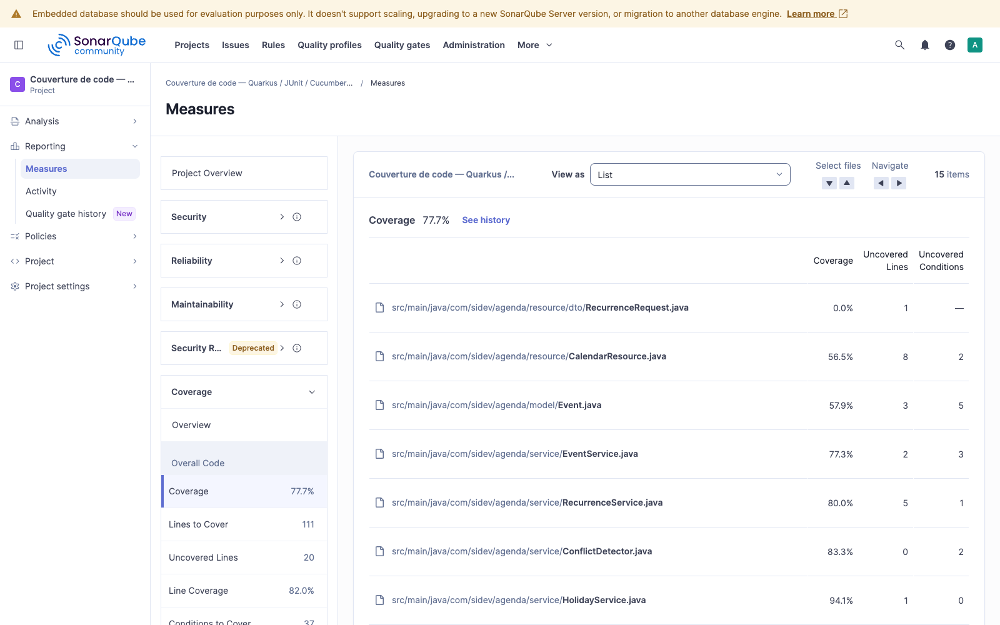 Embedded database should be used for evaluation purposes only. It doesn't support scaling, upgrading to a new SonarQube Server version, or migration to another database engine. Learn more
SonarQube community
Projects Issues Rules Quality profiles Quality gates Administration More
A
C
Couverture de code — ...
Project
Analysis
Reporting
Measures
Activity
Quality gate history New
Policies
Project
Project settings
Couverture de code — Quarkus / JUnit / Cucumber... / Measures
Measures
Project Overview
Security
Reliability
Maintainability
Security R... Deprecated
Coverage
Overview
Overall Code
Coverage 77.7%
Lines to Cover 111
Uncovered Lines 20
Line Coverage 82.0%
Conditions to Cover 37
Couverture de code — Quarkus /... View as List Select files Navigate 15 items
Coverage 77.7% See history
Coverage Uncovered Lines Uncovered Conditions
src/main/java/com/sidev/agenda/resource/dto/RecurrenceRequest.java 0.0% 1 —
src/main/java/com/sidev/agenda/resource/CalendarResource.java 56.5% 8 2
src/main/java/com/sidev/agenda/model/Event.java 57.9% 3 5
src/main/java/com/sidev/agenda/service/EventService.java 77.3% 2 3
src/main/java/com/sidev/agenda/service/RecurrenceService.java 80.0% 5 1
src/main/java/com/sidev/agenda/service/ConflictDetector.java 83.3% 0 2
src/main/java/com/sidev/agenda/service/HolidayService.java 94.1% 1 0